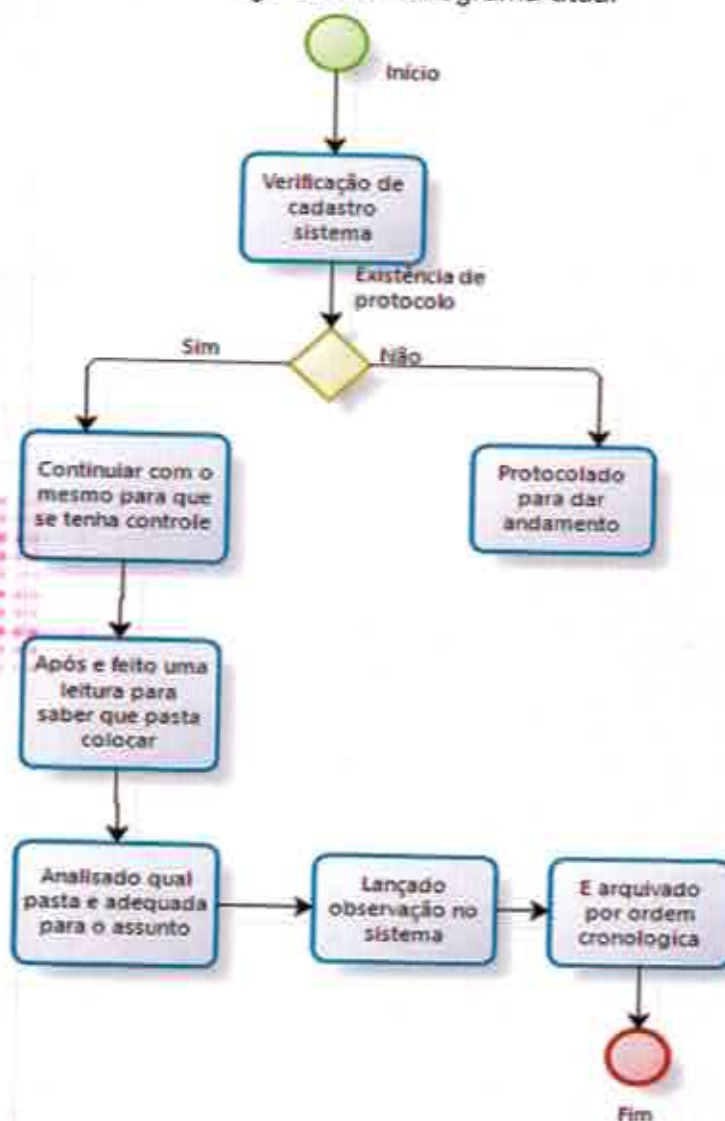 atual
Início
Verificação de
cadastro
sistema
Existência de
protocolo
Sim
Não
Continuar com o
mesmo para que
se tenha controle
Protocolado
para dar
andamento
Após e feito uma
leitura para
saber que pasta
colocar
Analisado qual
pasta e adequada
para o assunto
Lançado
observação no
sistema
E arquivado
por ordem
cronologica
Fim